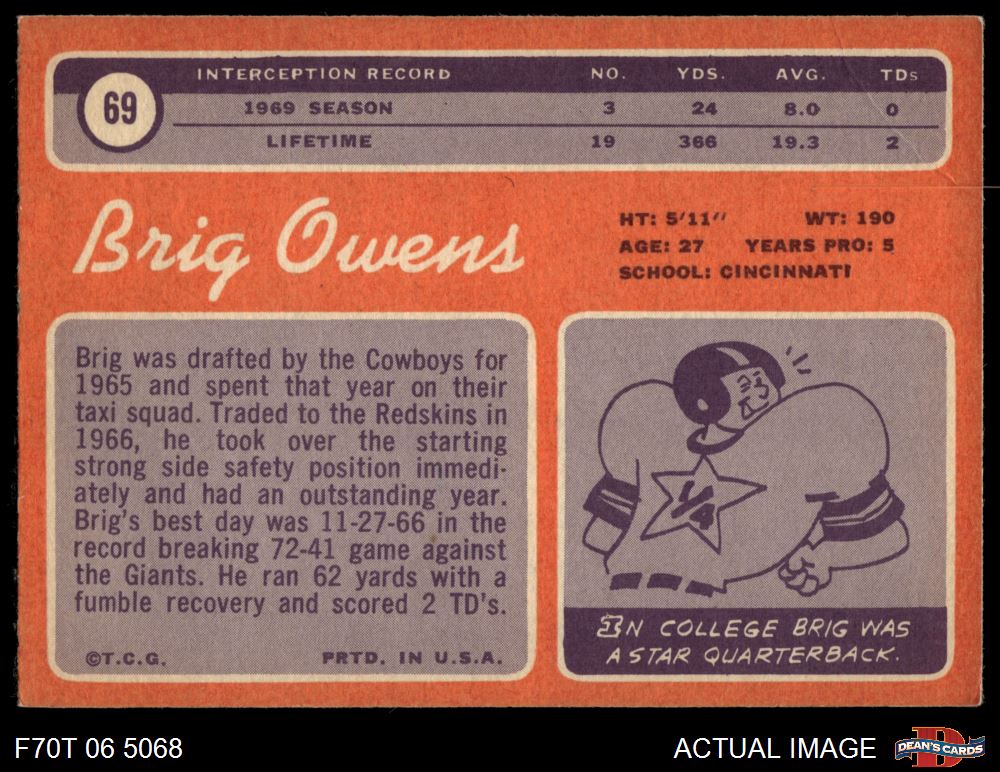 69
INTERCEPTION RECORD NO. YDS. AVG. TDs
1969 SEASON 3 24 8.0 0
LIFETIME 19 366 19.3 2
Brig Owens
HT: 5'11" WT: 190
AGE: 27 YEARS PRO: 5
SCHOOL: CINCINNATI
Brig was drafted by the Cowboys for
1965 and spent that year on their
taxi squad. Traded to the Redskins in
1966, he took over the starting
strong side safety position immedi-
ately and had an outstanding year.
Brig's best day was 11-27-66 in the
record breaking 72-41 game against
the Giants. He ran 62 yards with a
fumble recovery and scored 2 TD's.
©T.C.G. PRTD. IN U.S.A.
1/4
IN COLLEGE BRIG WAS
A STAR QUARTERBACK.
F70T 06 5068
ACTUAL IMAGE
D
DEAN'S CARDS